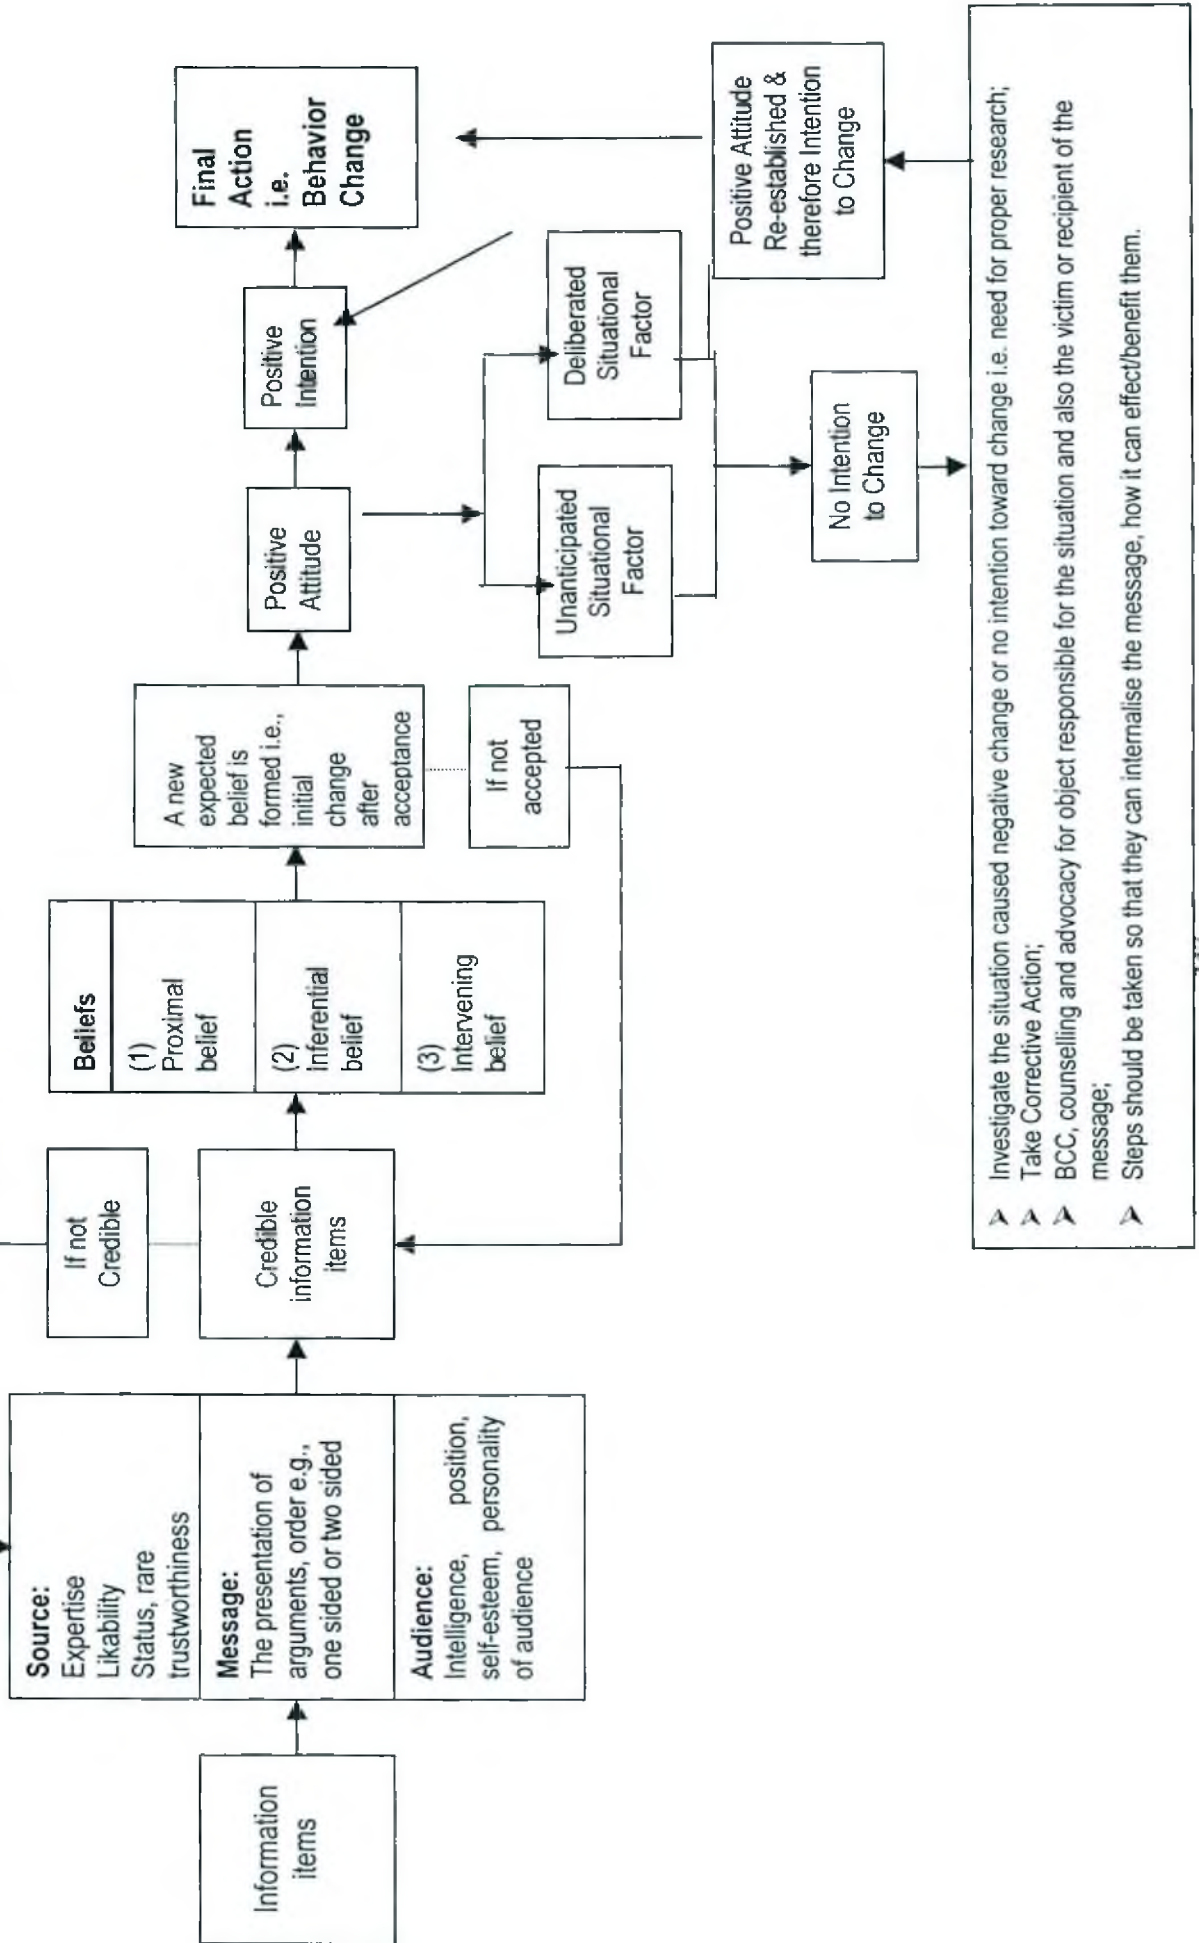 Information
items
Source:
Expertise
Likability
Status, rare
trustworthiness
Message:
The presentation of
arguments, order e.g.,
one sided or two sided
Audience:
Intelligence, position,
self-esteem, personality
of audience
If not
Credible
Credible
information
items
Beliefs
(1)
Proximal
belief
(2)
Inferential
belief
(3)
Intervening
belief
A new
expected
belief is
formed i.e.,
initial
change
after
acceptance
If not
accepted
Positive
Attitude
Positive
Intention
Final
Action
i.e.
Behavior
Change
Unanticipated
Situational
Factor
Deliberated
Situational
Factor
No Intention
to Change
Positive Attitude
Re-established &
therefore Intention
to Change
➢ Investigate the situation caused negative change or no intention toward change i.e. need for proper research;
➢ Take Corrective Action;
➢ BCC, counselling and advocacy for object responsible for the situation and also the victim or recipient of the
message;
➢ Steps should be taken so that they can internalise the message, how it can effect/benefit them.